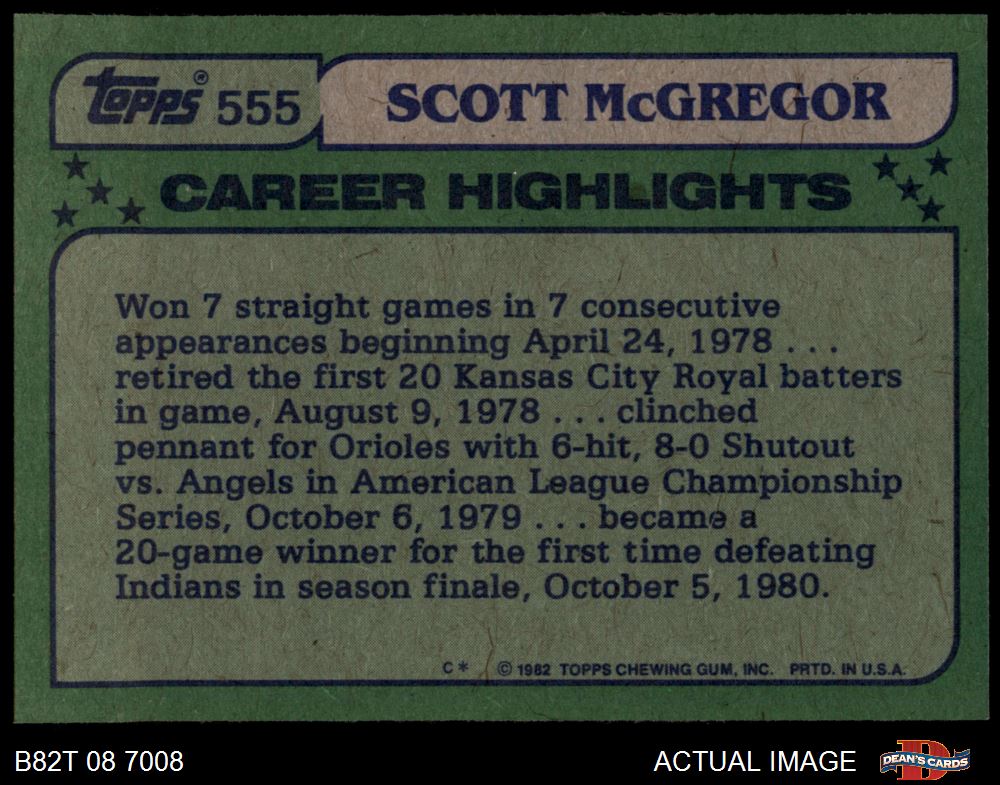 topps® 555 SCOTT McGREGOR
CAREER HIGHLIGHTS
Won 7 straight games in 7 consecutive
appearances beginning April 24, 1978 . . .
retired the first 20 Kansas City Royal batters
in game, August 9, 1978 . . . clinched
pennant for Orioles with 6-hit, 8-0 Shutout
vs. Angels in American League Championship
Series, October 6, 1979 . . . became a
20-game winner for the first time defeating
Indians in season finale, October 5, 1980.
C* © 1982 TOPPS CHEWING GUM, INC. PRTD. IN U.S.A.
B82T 08 7008 ACTUAL IMAGE D DEAN'S CARDS